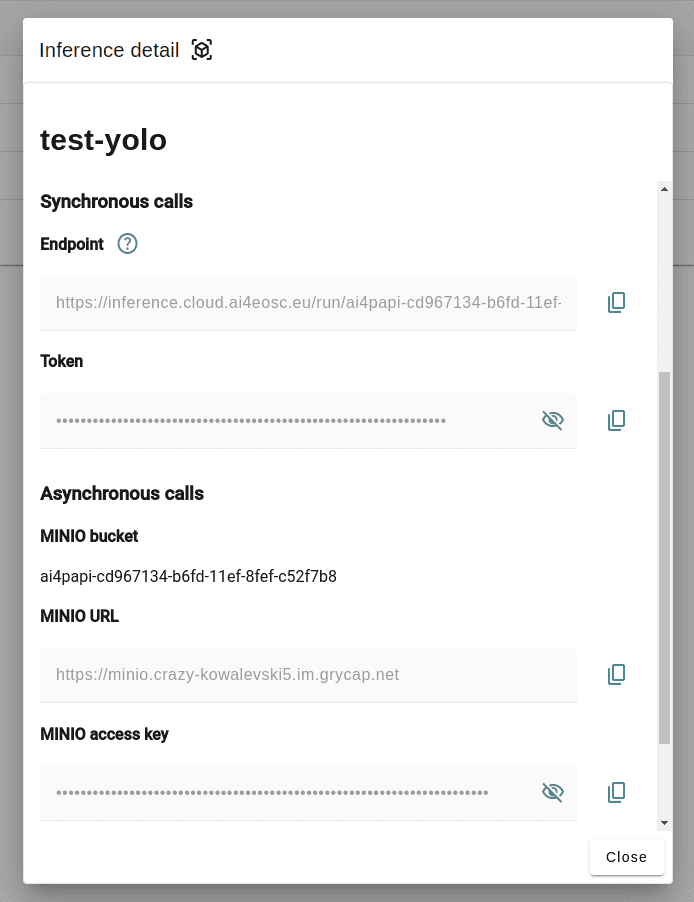 Inference detail
test-yolo
Synchronous calls
Endpoint
https://inference.cloud.ai4eosc.eu/run/ai4papi-cd967134-b6fd-11ef-
Token
Asynchronous calls
MINIO bucket
ai4papi-cd967134-b6fd-11ef-8fef-c52f7b8
MINIO URL
https://minio.crazy-kowalevski5.im.grycap.net
MINIO access key
Close